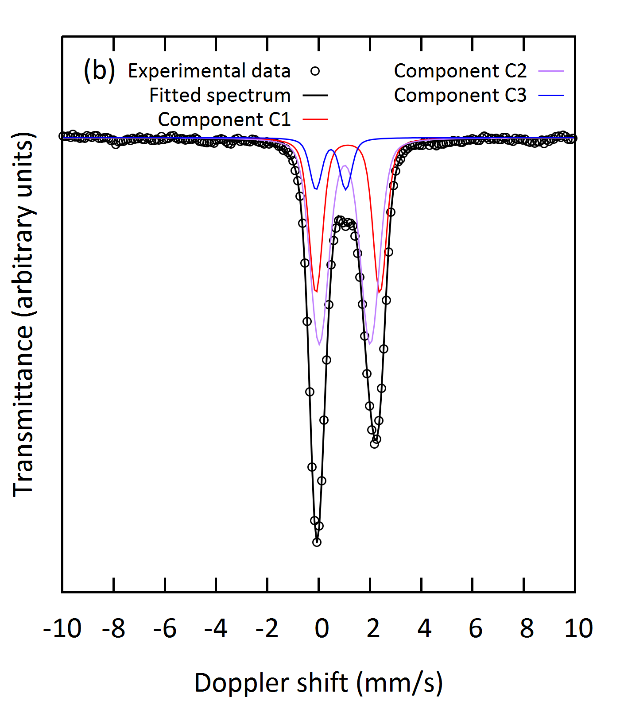 (b)
Experimental data
Fitted spectrum
Component C1
Component C2
Component C3
Transmittance (arbitrary units)
-10 -8 -6 -4 -2 0 2 4 6 8 10
Doppler shift (mm/s)